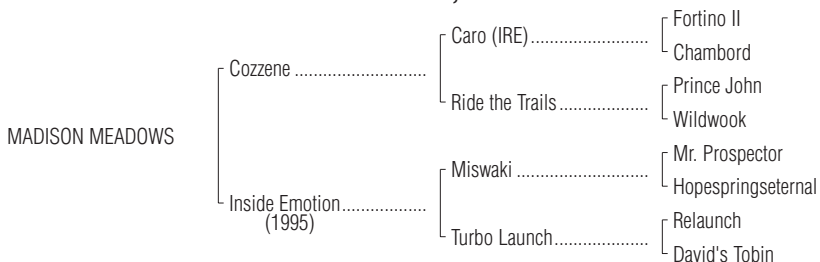 Fortino II
Caro (IRE)............................
Chambord
Cozzene ............................
Prince John
Ride the Trails...................
Wildwook
MADISON MEADOWS
Mr. Prospector
Miswaki ............................
Hopespringseternal
Inside Emotion..................
(1995)
Relaunch
Turbo Launch....................
David's Tobin